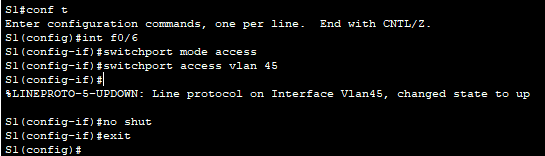 S1#conf t
Enter configuration commands, one per line.  End with CNTL/Z.
S1(config)#int f0/6
S1(config-if)#switchport mode access
S1(config-if)#switchport access vlan 45
S1(config-if)#
%LINEPROTO-5-UPDOWN: Line protocol on Interface Vlan45, changed state to up
S1(config-if)#no shut
S1(config-if)#exit
S1(config)#